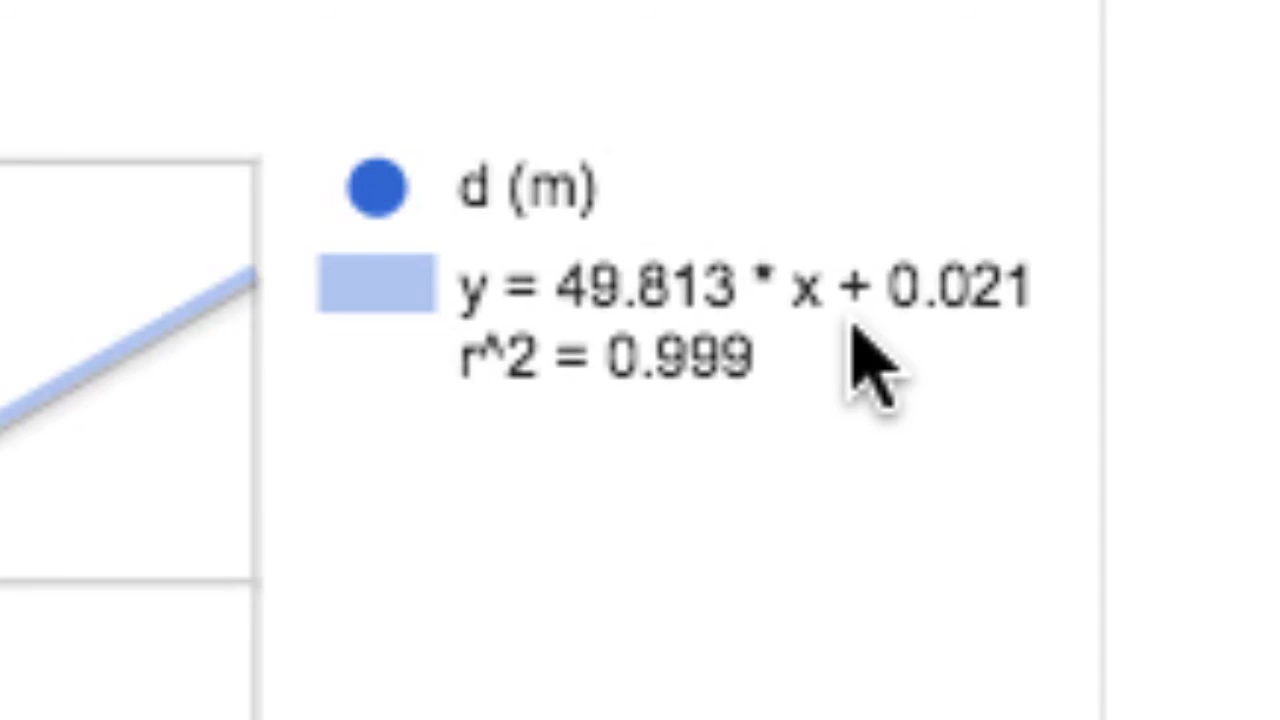 d (m)
y = 49.813 * x + 0.021
r^2 = 0.999